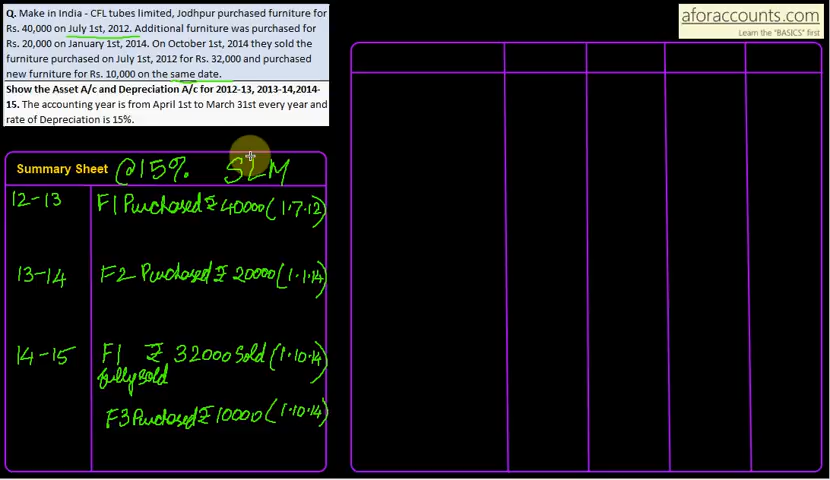 Q. Make in India - CFL tubes limited, Jodhpur purchased furniture for
Rs. 40,000 on July 1st, 2012. Additional furniture was purchased for
Rs. 20,000 on January 1st, 2014. On October 1st, 2014 they sold the
furniture purchased on July 1st, 2012 for Rs. 32,000 and purchased
new furniture for Rs. 10,000 on the same date.
Show the Asset A/c and Depreciation A/c for 2012-13, 2013-14,2014-
15. The accounting year is from April 1st to March 31st every year and
rate of Depreciation is 15%.
aforaccounts.com
Learn the "BASICS" first
Summary Sheet @15% SLM
12-13 F1 Purchased ₹ 40000 (1.7.12)
13-14 F2 Purchased ₹ 20000 (1.1.14)
14-15 F1 ₹ 32000 Sold (1.10.14)
fully sold
F3 Purchased ₹ 10000 (1.10.14)